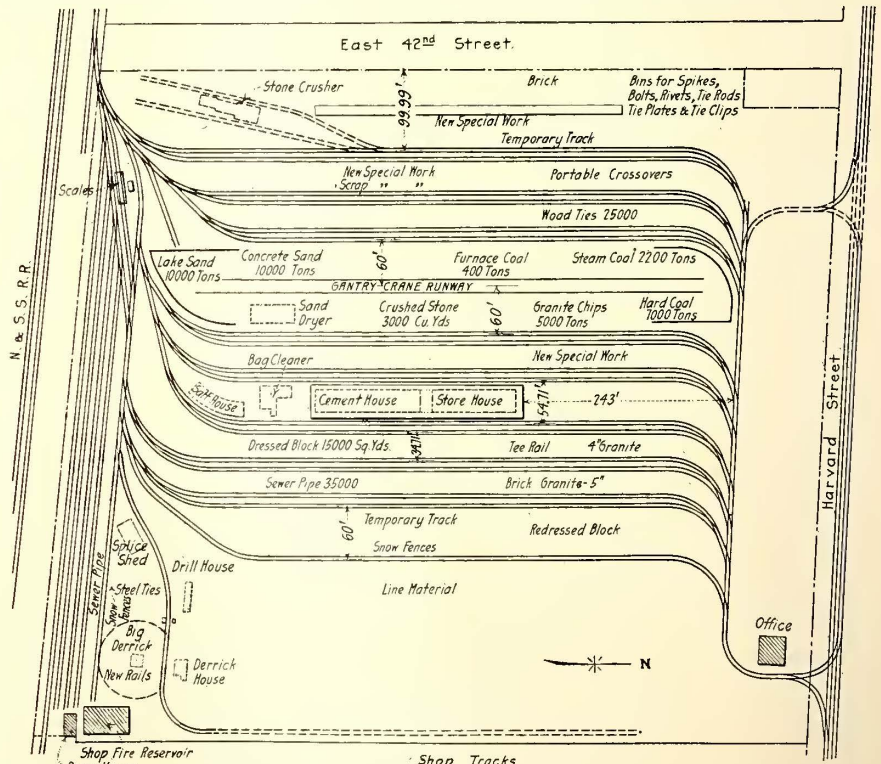 East 42nd Street.
Stone Crusher
Brick
Bins for Spikes,
Bolts, Rivets, Tie Rods
Tie Plates & Tie Clips
99.99'
New Special Work
Temporary Track
Scales
New Special Work
Scrap " "
Portable Crossovers
Wood Ties 25000
N. & S. S. R.R.
Lake Sand
10000 Tons
Concrete Sand
10000 Tons
60'
Furnace Coal
400 Tons
Steam Coal 2200 Tons
GANTRY CRANE RUNWAY
Sand
Dryer
Crushed Stone
3000 Cu. Yds
60'
Granite Chips
5000 Tons
Hard Coal
7000 Tons
Bag Cleaner
New Special Work
House
Cement House
Store House
54.71'
243'
Harvard Street
Dressed Block 15000 Sq. Yds.
34.71'
Tee Rail
4" Granite
Sewer Pipe 35000
Brick Granite-5"
60'
Temporary Track
Redressed Block
Snow Fences
Splice
Shed
Drill House
Line Material
Sewer Pipe
Steel Ties
Snow
Fences
Big
Derrick
New Rails
Derrick
House
N
Office
Shop Fire Reservoir
Shop Tracks